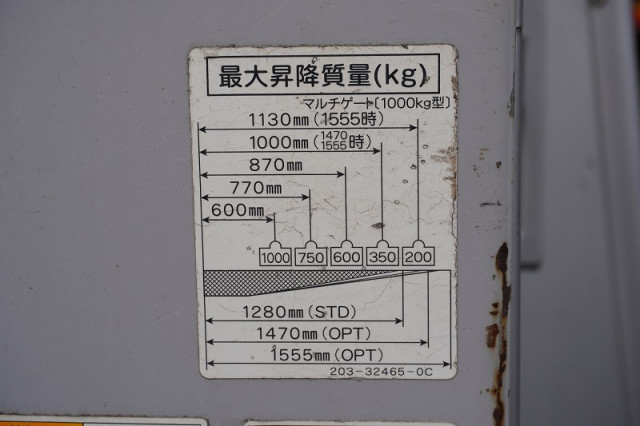 最大昇降質量(kg)
マルチゲート〔1000kg型〕
1130mm(1555時)
1000mm(1470 1555時)
870mm
770mm
600mm
1000 750 600 350 200
1280mm(STD)
1470mm(OPT)
1555mm(OPT)
203-32465-0C